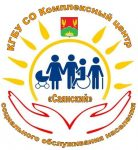 КГБУ СО Комплексный центр
«Саянский»
социального обслуживания населения